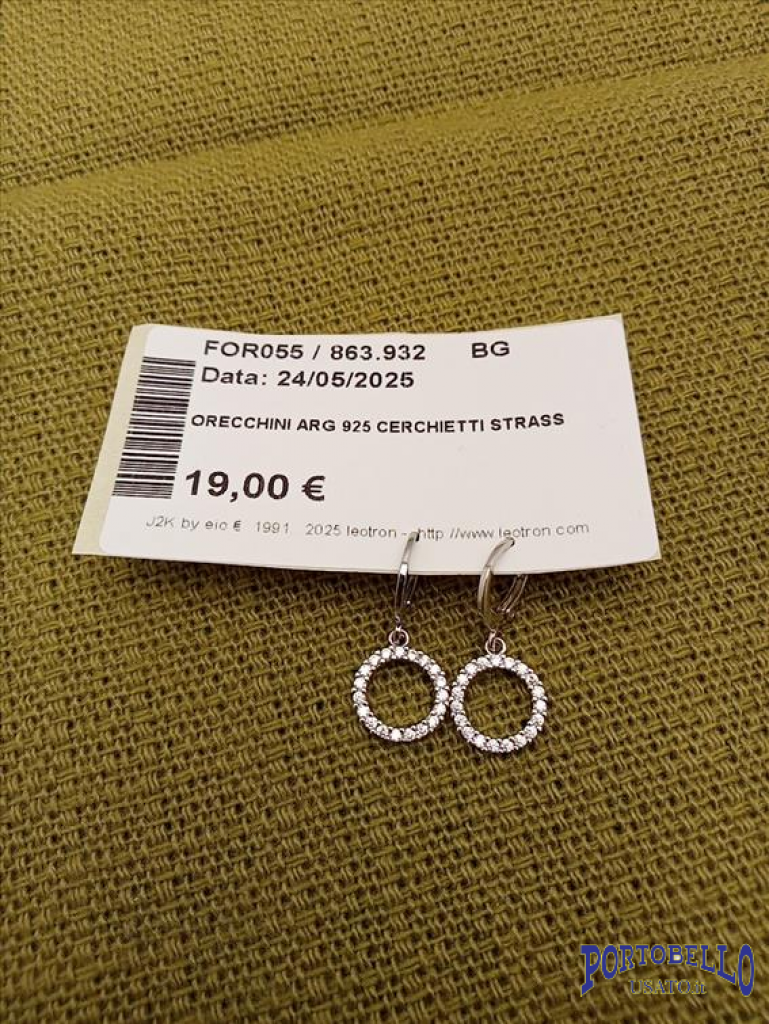 FOR055 / 863.932 BG
Data: 24/05/2025
ORECCHINI ARG 925 CERCHIETTI STRASS
19,00 €
J2K by eio € 1991 2025 leotron - http //www leotron com
PORTOBELLO
USATO